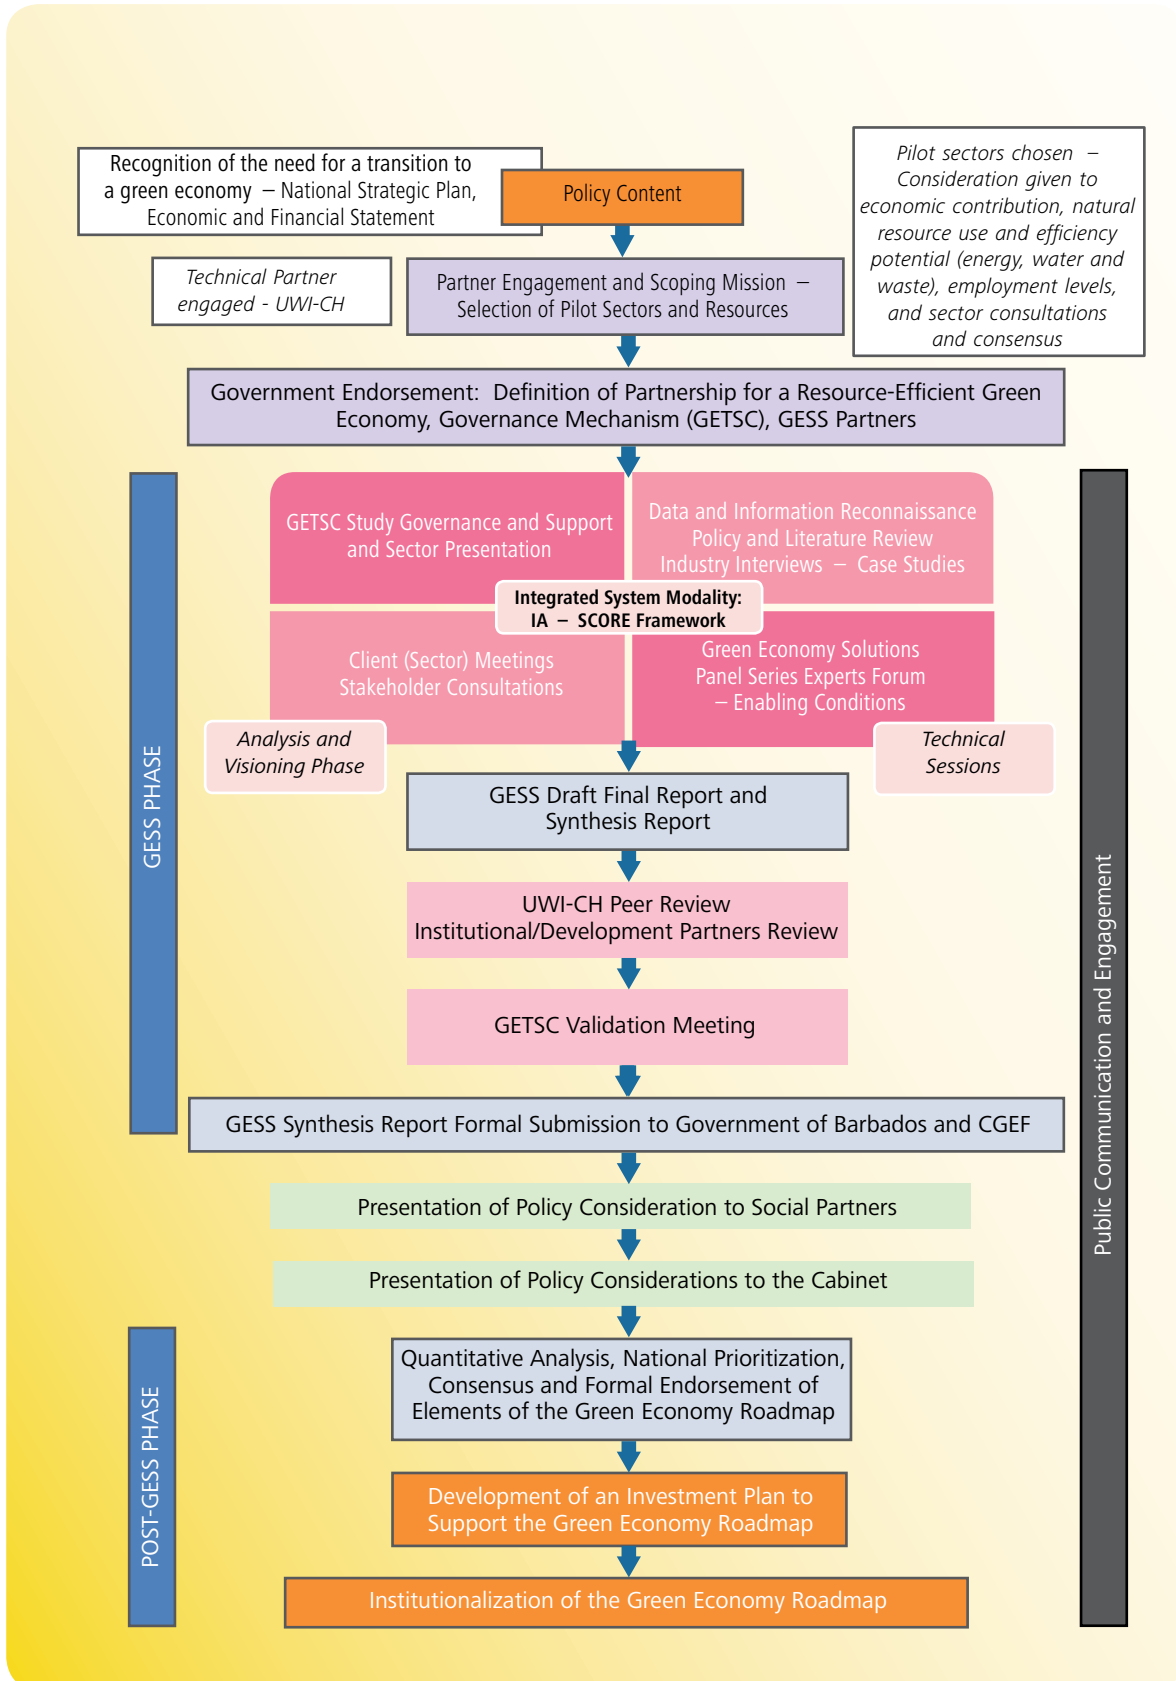 Recognition of the need for a transition to
a green economy – National Strategic Plan,
Economic and Financial Statement
Policy Content
Pilot sectors chosen –
Consideration given to
economic contribution, natural
resource use and efficiency
potential (energy, water and
waste), employment levels,
and sector consultations
and consensus
Technical Partner
engaged - UWI-CH
Partner Engagement and Scoping Mission –
Selection of Pilot Sectors and Resources
Government Endorsement: Definition of Partnership for a Resource-Efficient Green
Economy, Governance Mechanism (GETSC), GESS Partners
GESS PHASE
GETSC Study Governance and Support
and Sector Presentation
Data and Information Reconnaissance
Policy and Literature Review
Industry Interviews – Case Studies
Integrated System Modality:
IA – SCORE Framework
Client (Sector) Meetings
Stakeholder Consultations
Green Economy Solutions
Panel Series Experts Forum
– Enabling Conditions
Analysis and
Visioning Phase
Technical
Sessions
GESS Draft Final Report and
Synthesis Report
UWI-CH Peer Review
Institutional/Development Partners Review
GETSC Validation Meeting
GESS Synthesis Report Formal Submission to Government of Barbados and CGEF
Presentation of Policy Consideration to Social Partners
Presentation of Policy Considerations to the Cabinet
POST-GESS PHASE
Quantitative Analysis, National Prioritization,
Consensus and Formal Endorsement of
Elements of the Green Economy Roadmap
Development of an Investment Plan to
Support the Green Economy Roadmap
Institutionalization of the Green Economy Roadmap
Public Communication and Engagement